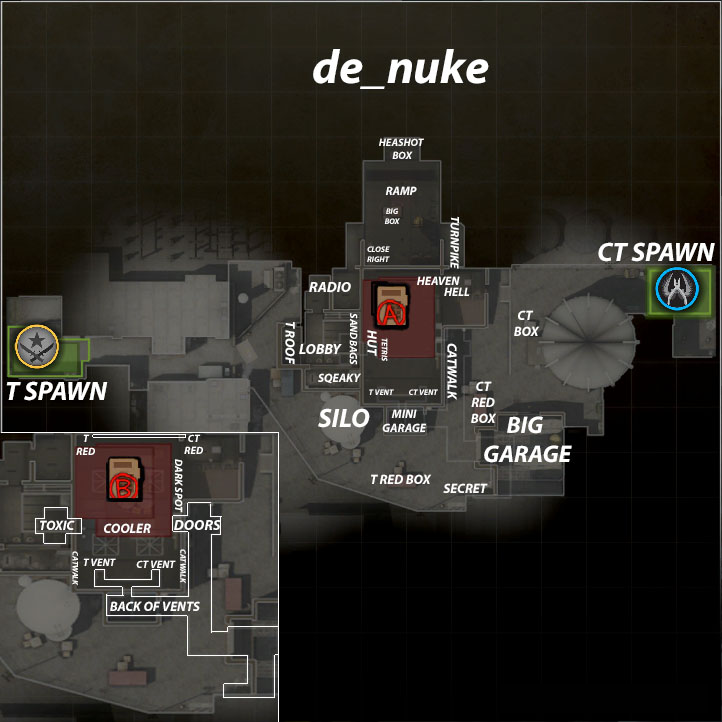 de_nuke
HEASHOT
BOX
RAMP
BIG
BOX
TURNPIKE
CLOSE
RIGHT
CT SPAWN
RADIO
HEAVEN
HELL
A
CT
BOX
T ROOF
LOBBY
SANDBAGS
HUT
TETRIS
CATWALK
SQEAKY
T SPAWN
T VENT
CT VENT
CT
RED
BOX
SILO
MINI
GARAGE
BIG
GARAGE
T RED BOX
SECRET
T
RED
CT
RED
B
DARK SPOT
TOXIC
COOLER
DOORS
CATWALK
T VENT
CT VENT
CATWALK
BACK OF VENTS